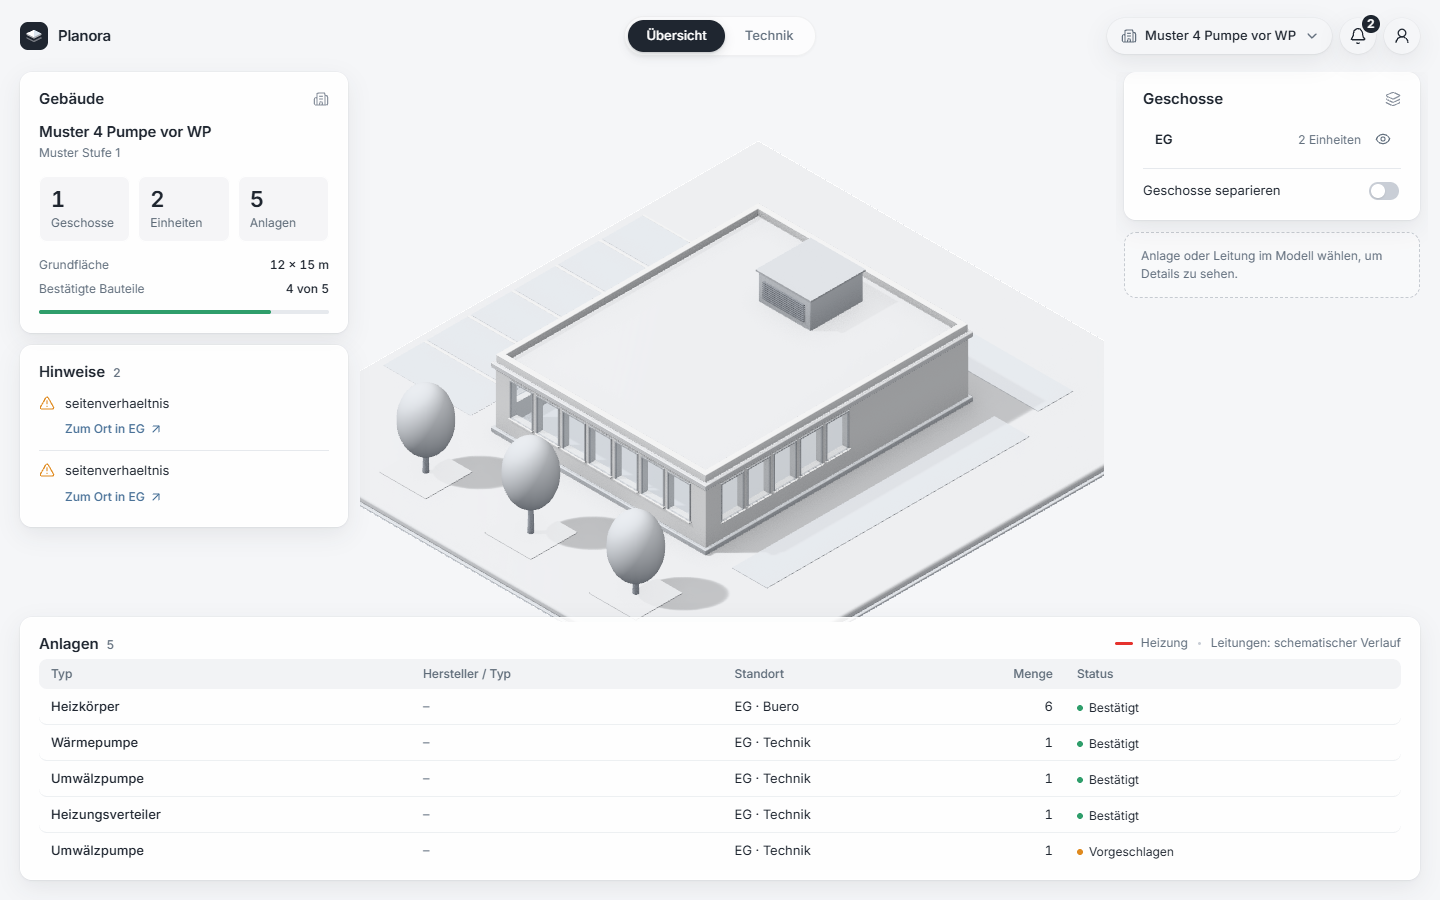 Planora
Übersicht
Technik
Muster 4 Pumpe vor WP
2
Gebäude
Muster 4 Pumpe vor WP
Muster Stufe 1
1
Geschosse
2
Einheiten
5
Anlagen
Grundfläche
12 × 15 m
Bestätigte Bauteile
4 von 5
Hinweise 2
seitenverhaeltnis
Zum Ort in EG ↗
seitenverhaeltnis
Zum Ort in EG ↗
Geschosse
EG
2 Einheiten
Geschosse separieren
Anlage oder Leitung im Modell wählen, um
Details zu sehen.
Anlagen 5
Heizung • Leitungen: schematischer Verlauf
Typ Hersteller / Typ Standort Menge Status
Heizkörper – EG · Buero 6 Bestätigt
Wärmepumpe – EG · Technik 1 Bestätigt
Umwälzpumpe – EG · Technik 1 Bestätigt
Heizungsverteiler – EG · Technik 1 Bestätigt
Umwälzpumpe – EG · Technik 1 Vorgeschlagen